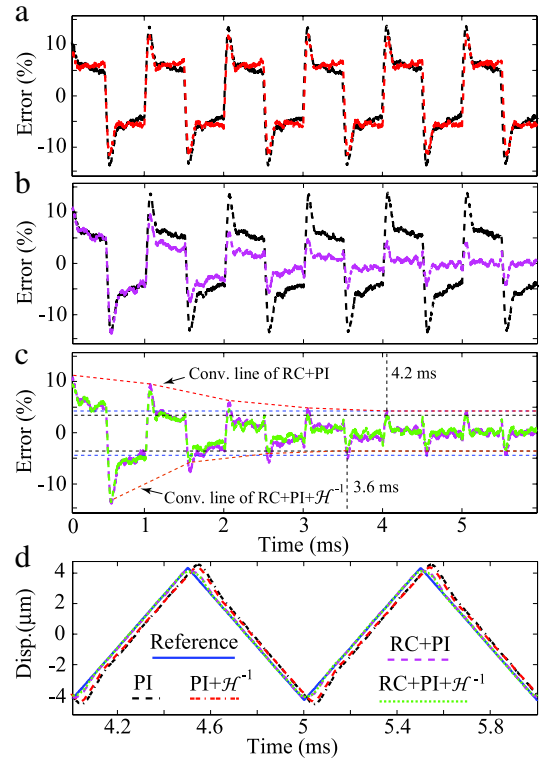 a
10
0
-10
Error (%)
b
10
0
-10
Error (%)
c
Conv. line of RC+PI
4.2 ms
10
0
-10
Error (%)
3.6 ms
Conv. line of RC+PI+ℋ⁻¹
0 1 2 3 4 5
Time (ms)
d
4
2
0
-2
-4
Disp.(μm)
Reference
RC+PI
PI
PI+ℋ⁻¹
RC+PI+ℋ⁻¹
4.2 4.6 5 5.4 5.8
Time (ms)